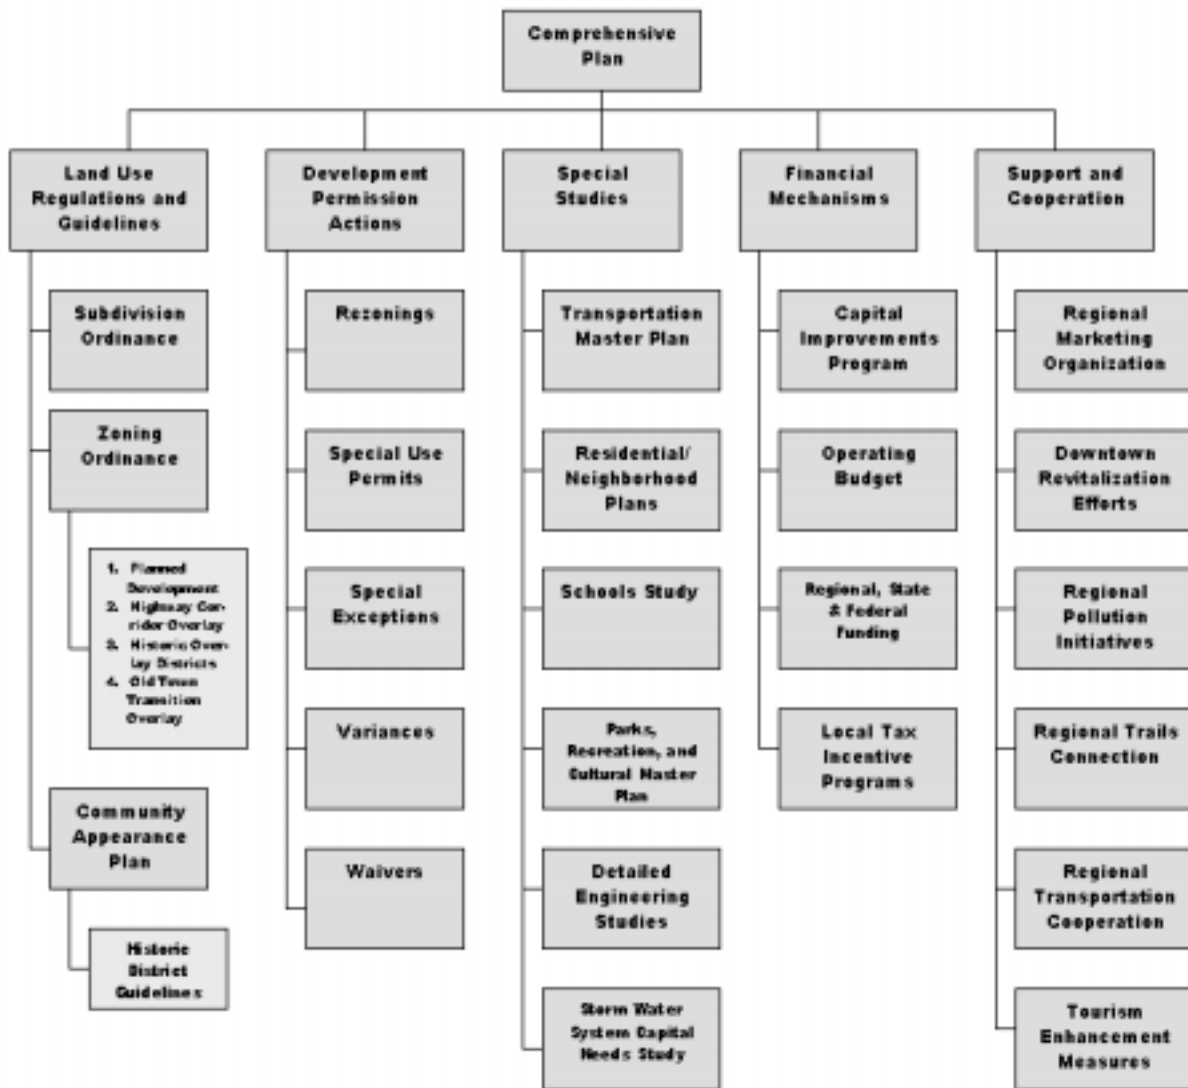 Comprehensive
Plan
Land Use
Regulations and
Guidelines
Development
Permission
Actions
Special
Studies
Financial
Mechanisms
Support and
Cooperation
Subdivision
Ordinance
Zoning
Ordinance
1. Planned
Development
2. Highway Cor-
ridor Overlay
3. Historic Over-
lay Districts
4. Old Town
Transition
Overlay
Community
Appearance
Plan
Historic
District
Guidelines
Rezonings
Special Use
Permits
Special
Exceptions
Variances
Waivers
Transportation
Master Plan
Residential/
Neighborhood
Plans
Schools Study
Parks,
Recreation, and
Cultural Master
Plan
Detailed
Engineering
Studies
Storm Water
System Capital
Needs Study
Capital
Improvements
Program
Operating
Budget
Regional, State
& Federal
Funding
Local Tax
Incentive
Programs
Regional
Marketing
Organization
Downtown
Revitalization
Efforts
Regional
Pollution
Initiatives
Regional Trails
Connection
Regional
Transportation
Cooperation
Tourism
Enhancement
Measures